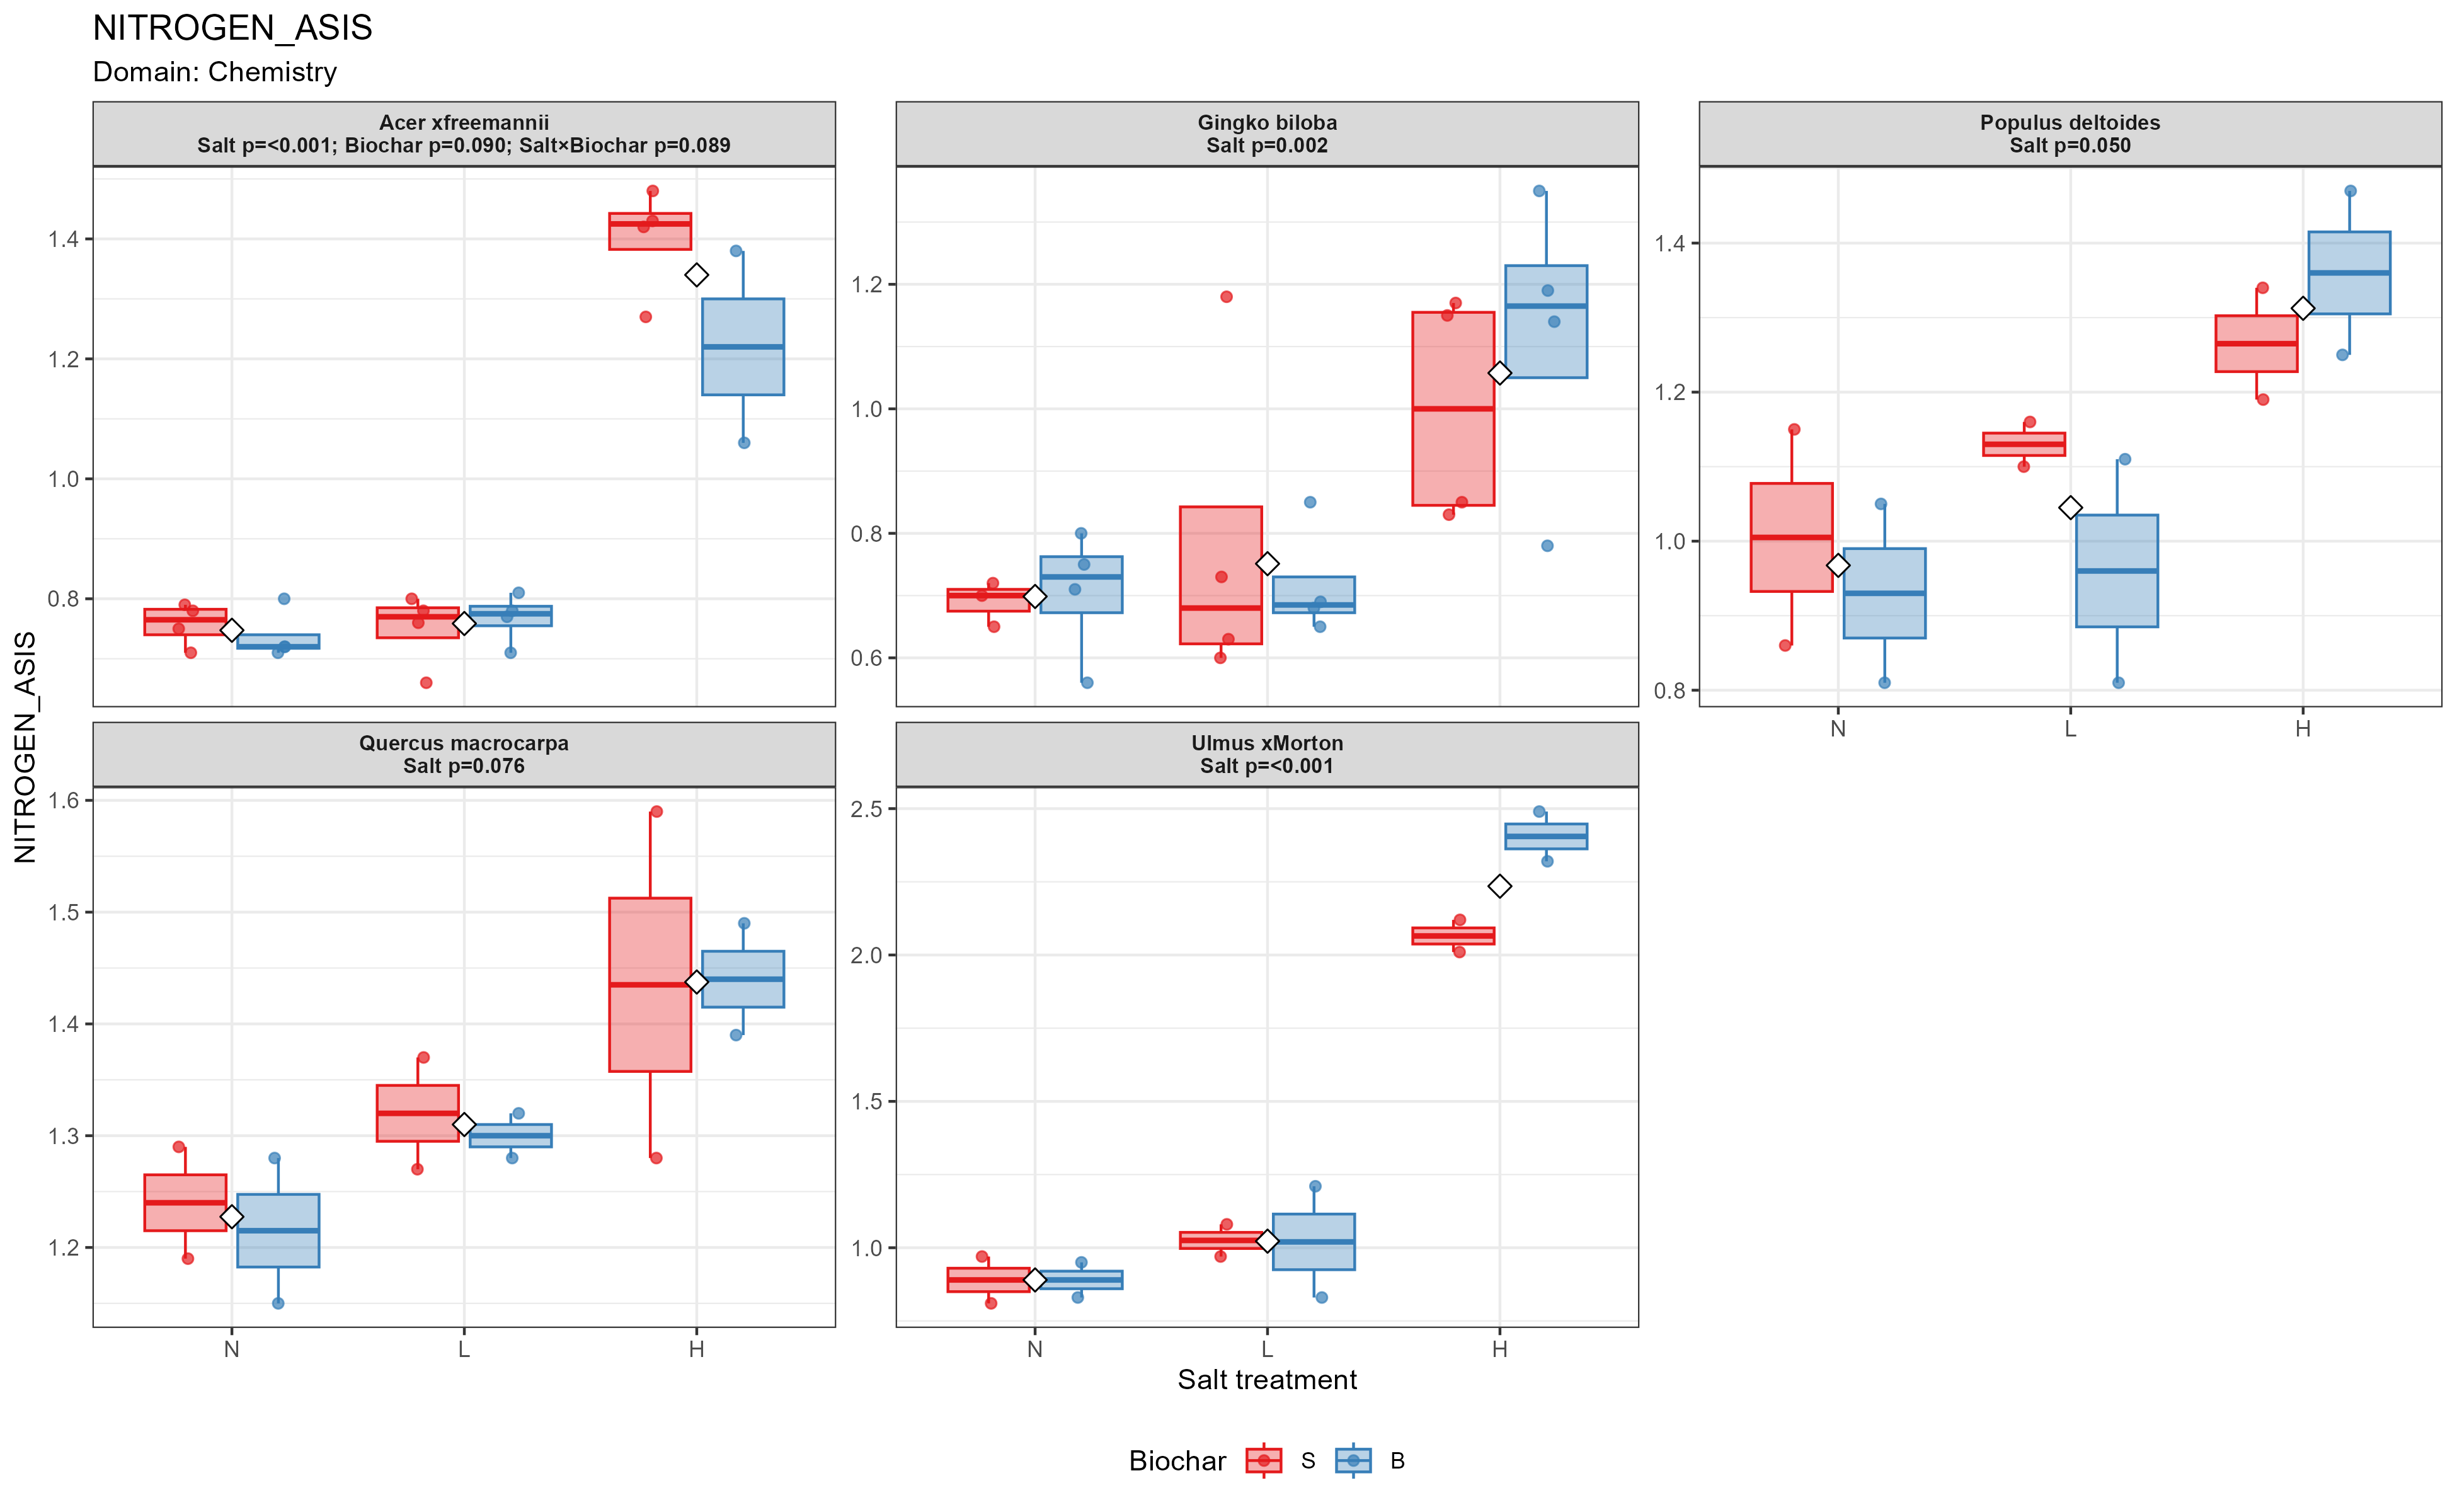 NITROGEN_ASIS
Domain: Chemistry
Acer xfreemannii
Salt p=<0.001; Biochar p=0.090; Salt×Biochar p=0.089
Gingko biloba
Salt p=0.002
Populus deltoides
Salt p=0.050
1.4
1.2
1.0
0.8
1.2
1.0
0.8
0.6
1.4
1.2
1.0
0.8
N
L
H
Quercus macrocarpa
Salt p=0.076
Ulmus xMorton
Salt p=<0.001
1.6
1.5
1.4
1.3
1.2
2.5
2.0
1.5
1.0
N
L
H
N
L
H
NITROGEN_ASIS
Salt treatment
Biochar
S
B